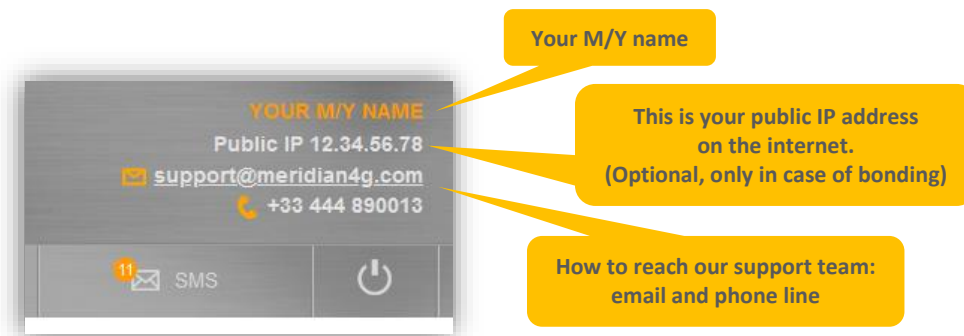 Your M/Y name
YOUR M/Y NAME
Public IP 12.34.56.78
support@meridian4g.com
+33 444 890013
This is your public IP address
on the internet.
(Optional, only in case of bonding)
11 SMS
How to reach our support team:
email and phone line